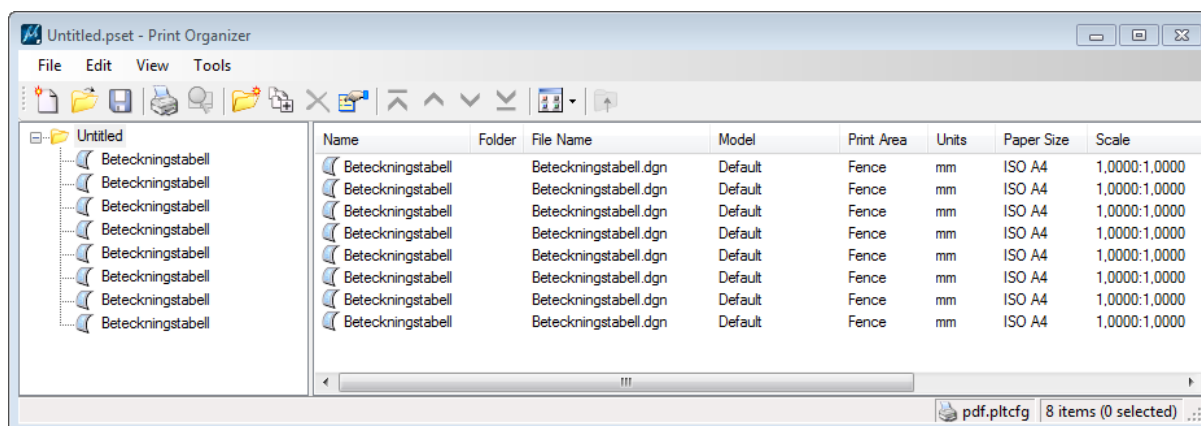 Untitled.pset - Print Organizer
File Edit View Tools
Untitled
Beteckningstabell
Beteckningstabell
Beteckningstabell
Beteckningstabell
Beteckningstabell
Beteckningstabell
Beteckningstabell
Beteckningstabell
Name Folder File Name Model Print Area Units Paper Size Scale
Beteckningstabell Beteckningstabell.dgn Default Fence mm ISO A4 1,0000:1,0000
Beteckningstabell Beteckningstabell.dgn Default Fence mm ISO A4 1,0000:1,0000
Beteckningstabell Beteckningstabell.dgn Default Fence mm ISO A4 1,0000:1,0000
Beteckningstabell Beteckningstabell.dgn Default Fence mm ISO A4 1,0000:1,0000
Beteckningstabell Beteckningstabell.dgn Default Fence mm ISO A4 1,0000:1,0000
Beteckningstabell Beteckningstabell.dgn Default Fence mm ISO A4 1,0000:1,0000
Beteckningstabell Beteckningstabell.dgn Default Fence mm ISO A4 1,0000:1,0000
Beteckningstabell Beteckningstabell.dgn Default Fence mm ISO A4 1,0000:1,0000
pdf.pltcfg 8 items (0 selected)